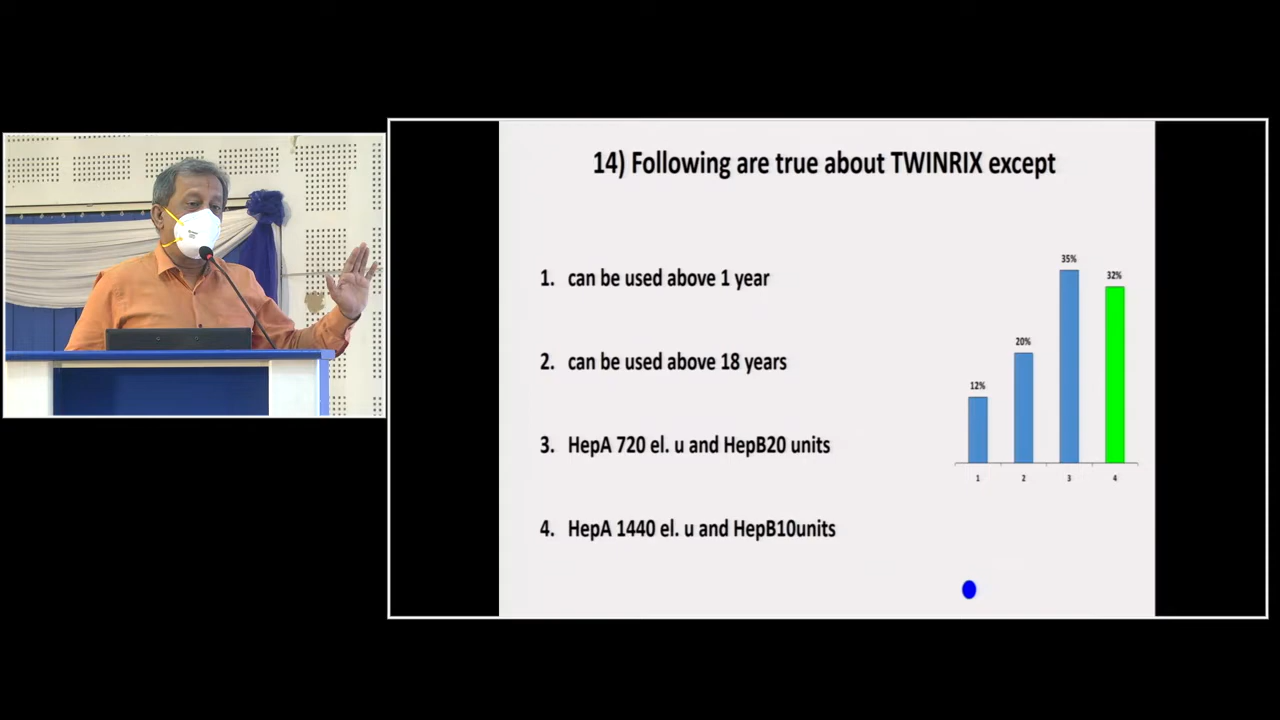 14) Following are true about TWINRIX except
1. can be used above 1 year
2. can be used above 18 years
3. HepA 720 el. u and HepB20 units
4. HepA 1440 el. u and HepB10units
12%
20%
35%
32%
1
2
3
4